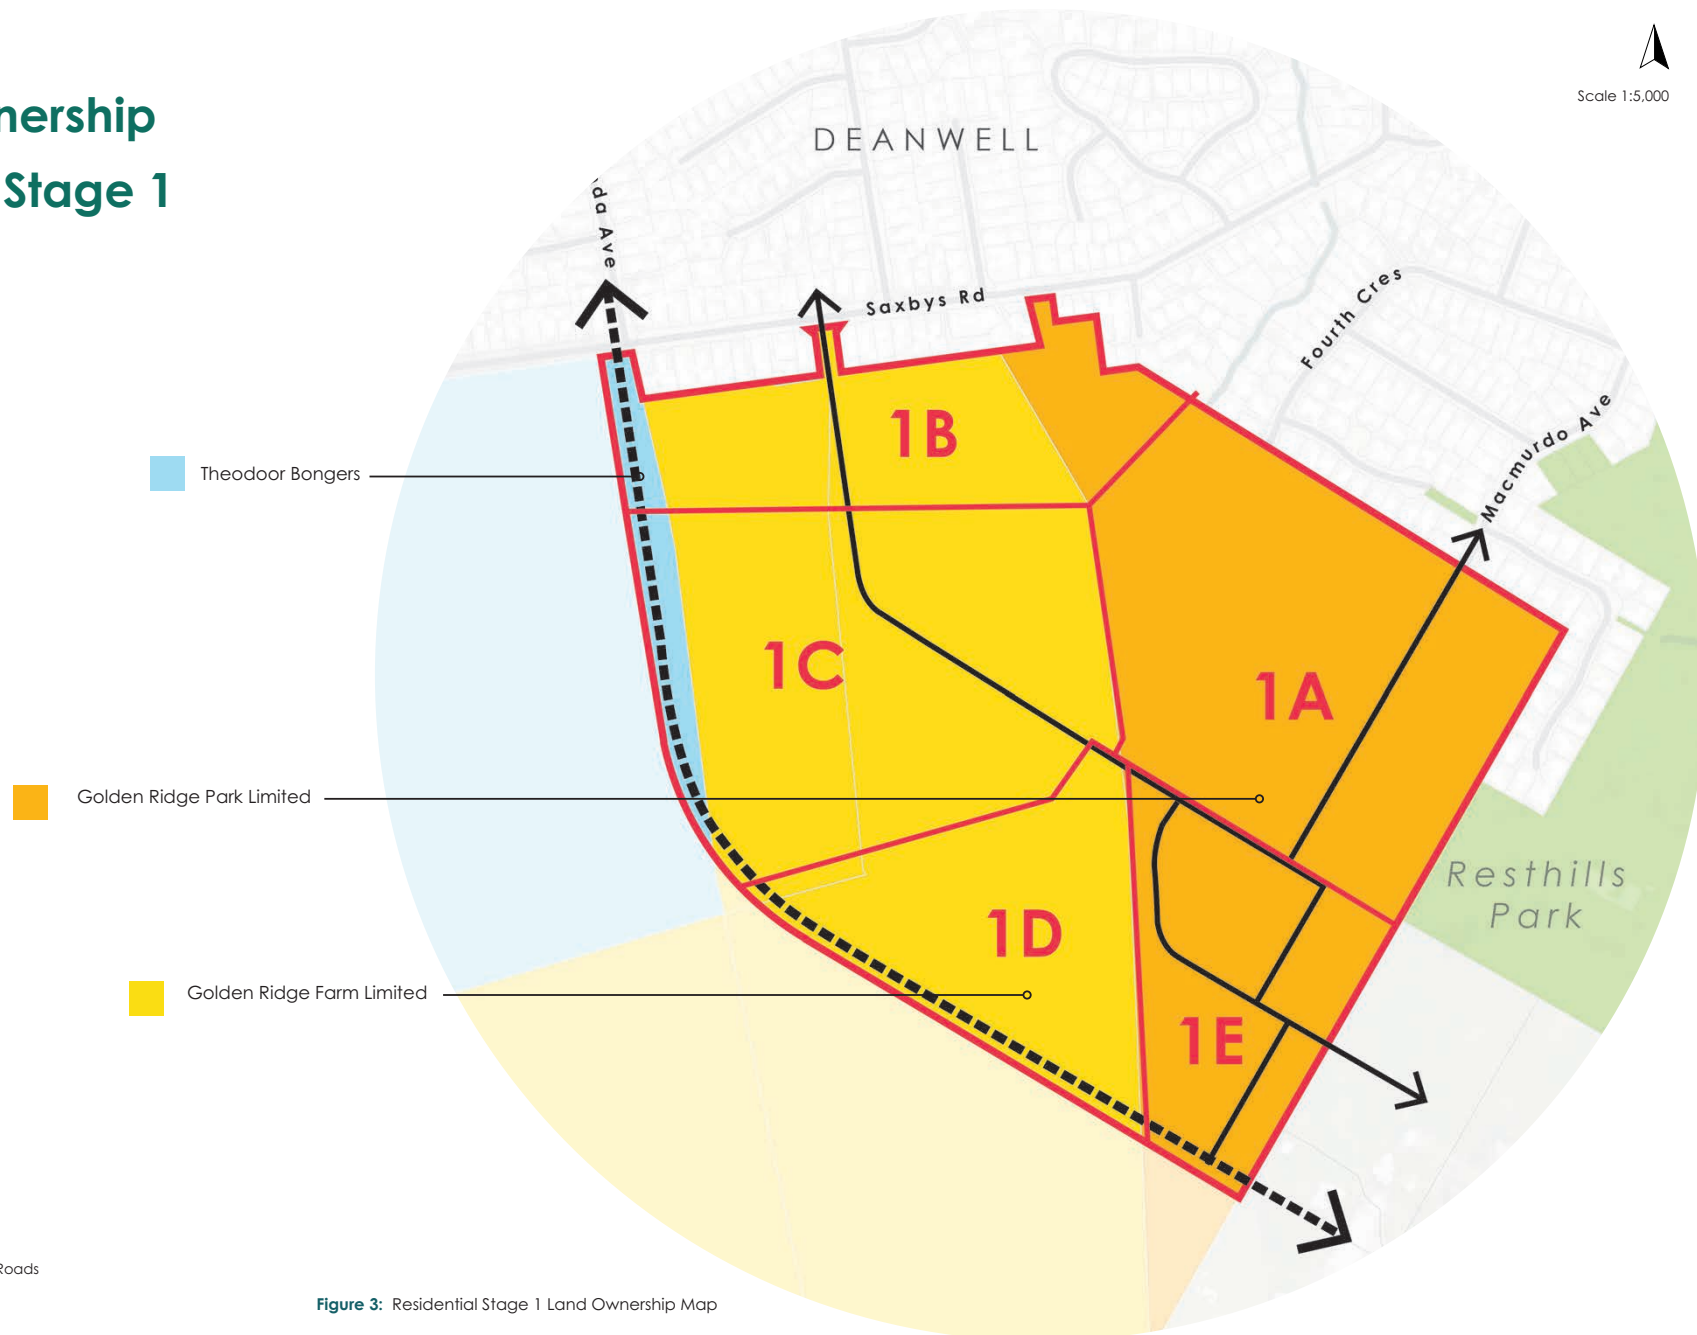 nership
Stage 1
Scale 1:5,000
DEANWELL
da Ave
Saxbys Rd
Fourth Cres
Macmurdo Ave
1B
Theodoor Bongers
1C
1A
Golden Ridge Park Limited
Resthills
Park
1D
Golden Ridge Farm Limited
1E
Roads
Figure 3: Residential Stage 1 Land Ownership Map